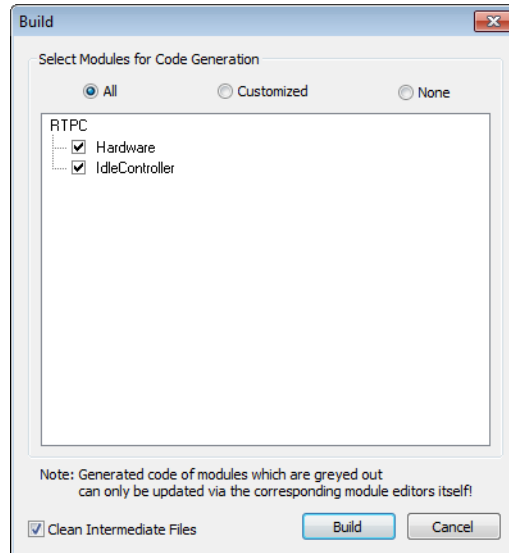 Build
Select Modules for Code Generation
All Customized None
RTPC
Hardware
IdleController
Note: Generated code of modules which are greyed out
can only be updated via the corresponding module editors itself!
Clean Intermediate Files Build Cancel